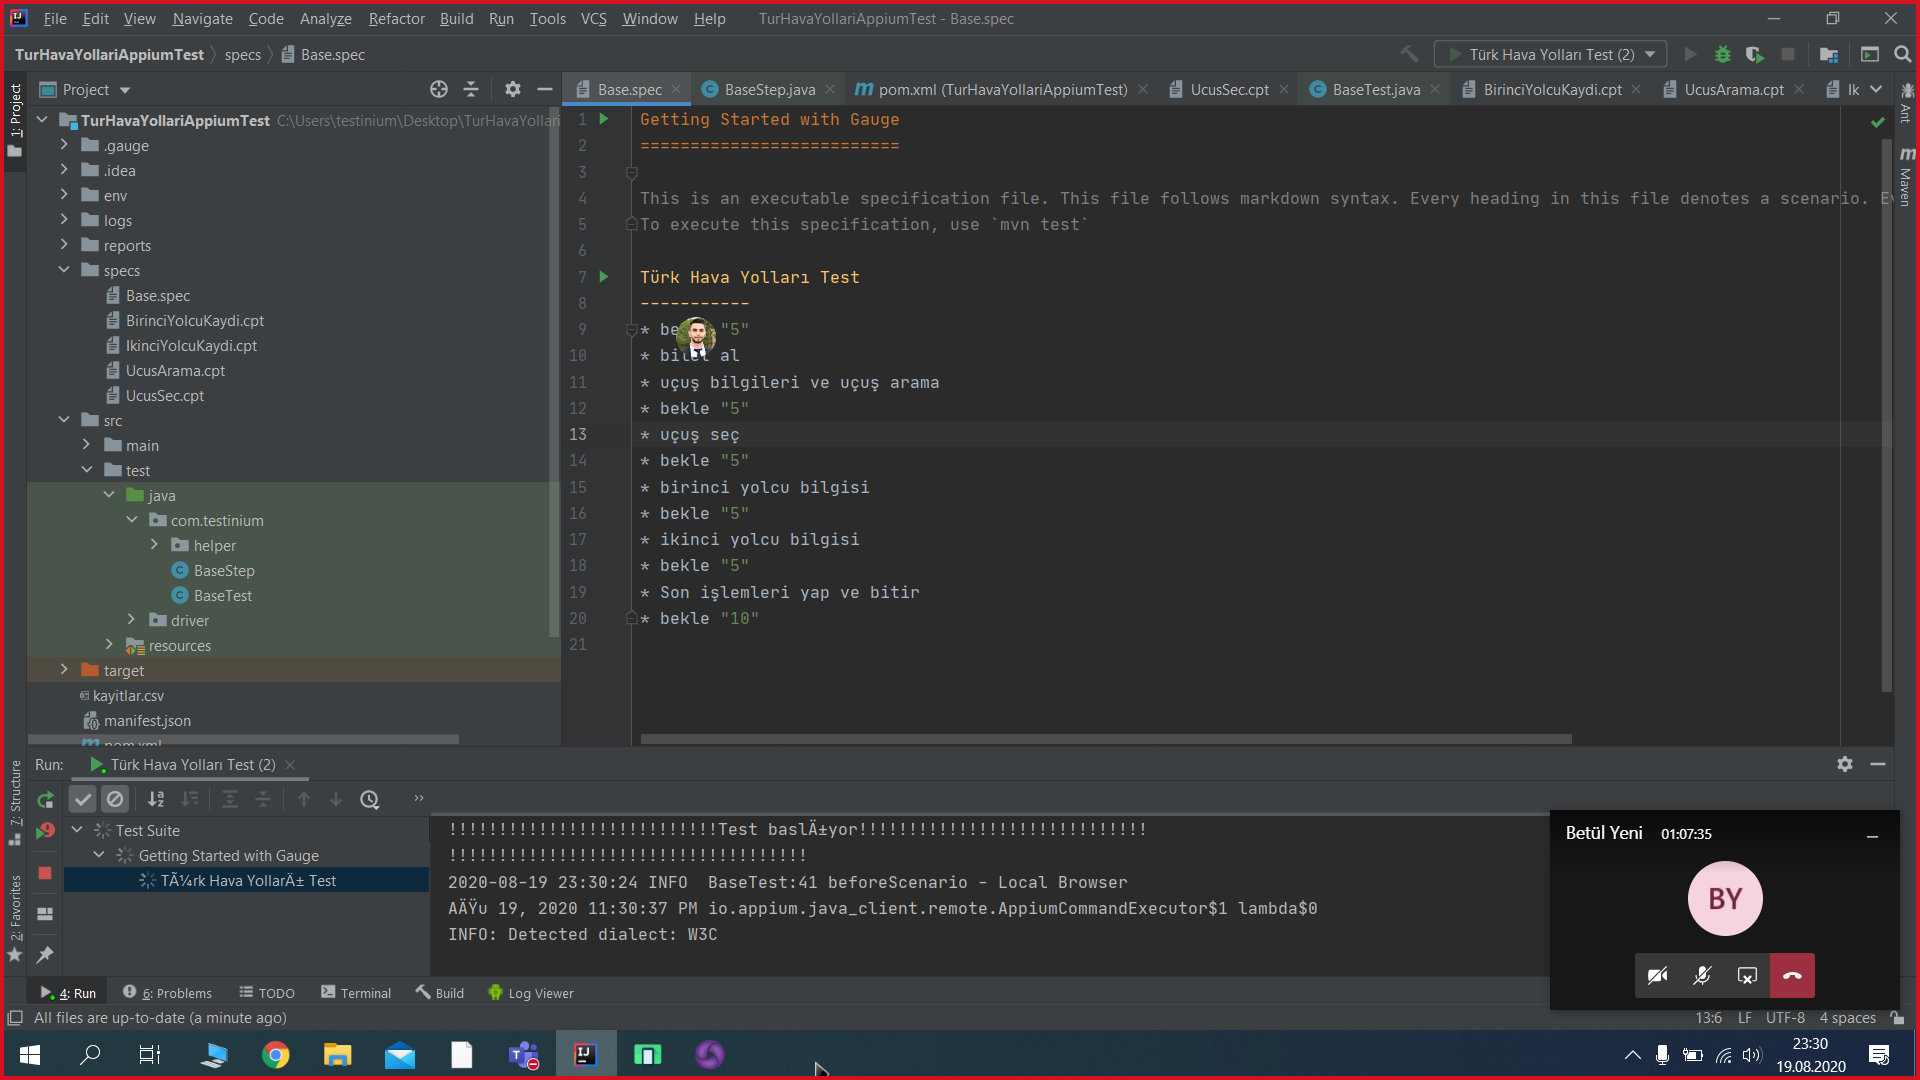 File Edit View Navigate Code Analyze Refactor Build Run Tools VCS Window Help TurHavaYollariAppiumTest - Base.spec
TurHavaYollariAppiumTest specs Base.spec
Türk Hava Yolları Test (2)
Project
Base.spec BaseStep.java pom.xml (TurHavaYollariAppiumTest) UcusSec.cpt BaseTest.java BirinciYolcuKaydi.cpt UcusArama.cpt Ik
1: Project
TurHavaYollariAppiumTest C:\Users\testinium\Desktop\TurHavaYollari
.gauge
.idea
env
logs
reports
specs
Base.spec
BirinciYolcuKaydi.cpt
IkinciYolcuKaydi.cpt
UcusArama.cpt
UcusSec.cpt
src
main
test
java
com.testinium
helper
BaseStep
BaseTest
driver
resources
target
kayitlar.csv
manifest.json
pom.xml
1 Getting Started with Gauge
2 ==========================
3
4 This is an executable specification file. This file follows markdown syntax. Every heading in this file denotes a scenario. Ev
5 To execute this specification, use `mvn test`
6
7 Türk Hava Yolları Test
8 -----------
9 * be "5"
10 * bilet al
11 * uçuş bilgileri ve uçuş arama
12 * bekle "5"
13 * uçuş seç
14 * bekle "5"
15 * birinci yolcu bilgisi
16 * bekle "5"
17 * ikinci yolcu bilgisi
18 * bekle "5"
19 * Son işlemleri yap ve bitir
20 * bekle "10"
21
Ant
Maven
7: Structure
2: Favorites
Run: Türk Hava Yolları Test (2)
Test Suite
Getting Started with Gauge
TÃ¼rk Hava YollarÄ± Test
!!!!!!!!!!!!!!!!!!!!!!!!!!!Test baslÄ±yor!!!!!!!!!!!!!!!!!!!!!!!!!!!!!
!!!!!!!!!!!!!!!!!!!!!!!!!!!!!!!!!!!!
2020-08-19 23:30:24 INFO  BaseTest:41 beforeScenario - Local Browser
AÄŸu 19, 2020 11:30:37 PM io.appium.java_client.remote.AppiumCommandExecutor$1 lambda$0
INFO: Detected dialect: W3C
Betül Yeni 01:07:35
BY
4: Run 6: Problems TODO Terminal Build Log Viewer
All files are up-to-date (a minute ago)
13:6 LF UTF-8 4 spaces
23:30
19.08.2020